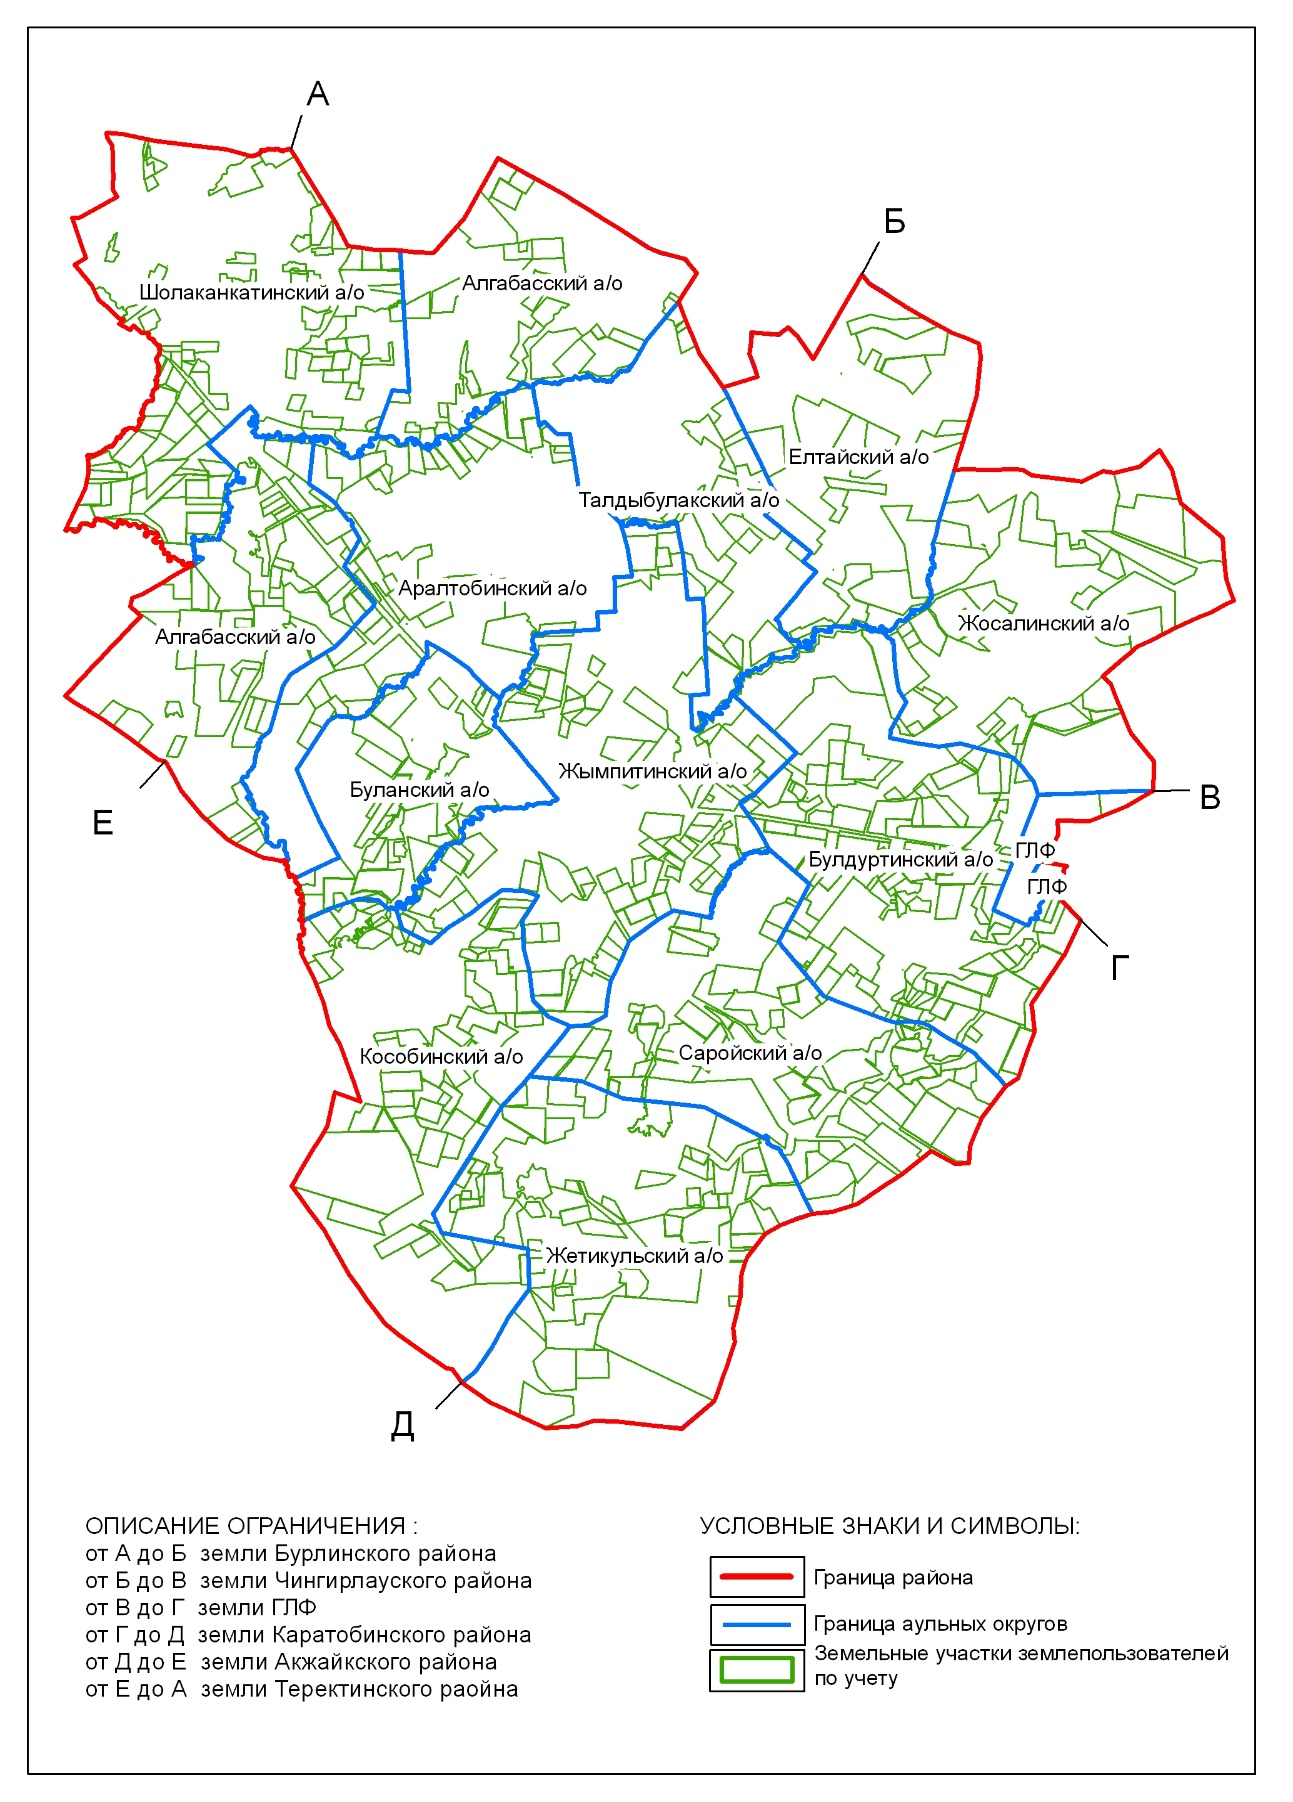 А
Б
Шолаканкатинский а/о
Алгабасский а/о
Елтайский а/о
Талдыбулакский а/о
Аралтобинский а/о
Жосалинский а/о
Алгабасский а/о
Жымпитинский а/о
Буланский а/о
В
Е
Булдуртинский а/о
ГЛФ
ГЛФ
Г
Кособинский а/о
Саройский а/о
Жетикульский а/о
Д
ОПИСАНИЕ ОГРАНИЧЕНИЯ :
от А до Б земли Бурлинского района
от Б до В земли Чингирлауского района
от В до Г земли ГЛФ
от Г до Д земли Каратобинского района
от Д до Е земли Акжайкского района
от Е до А земли Теректинского раойна
УСЛОВНЫЕ ЗНАКИ И СИМВОЛЫ:
Граница района
Граница аульных округов
Земельные участки землепользователей
по учету